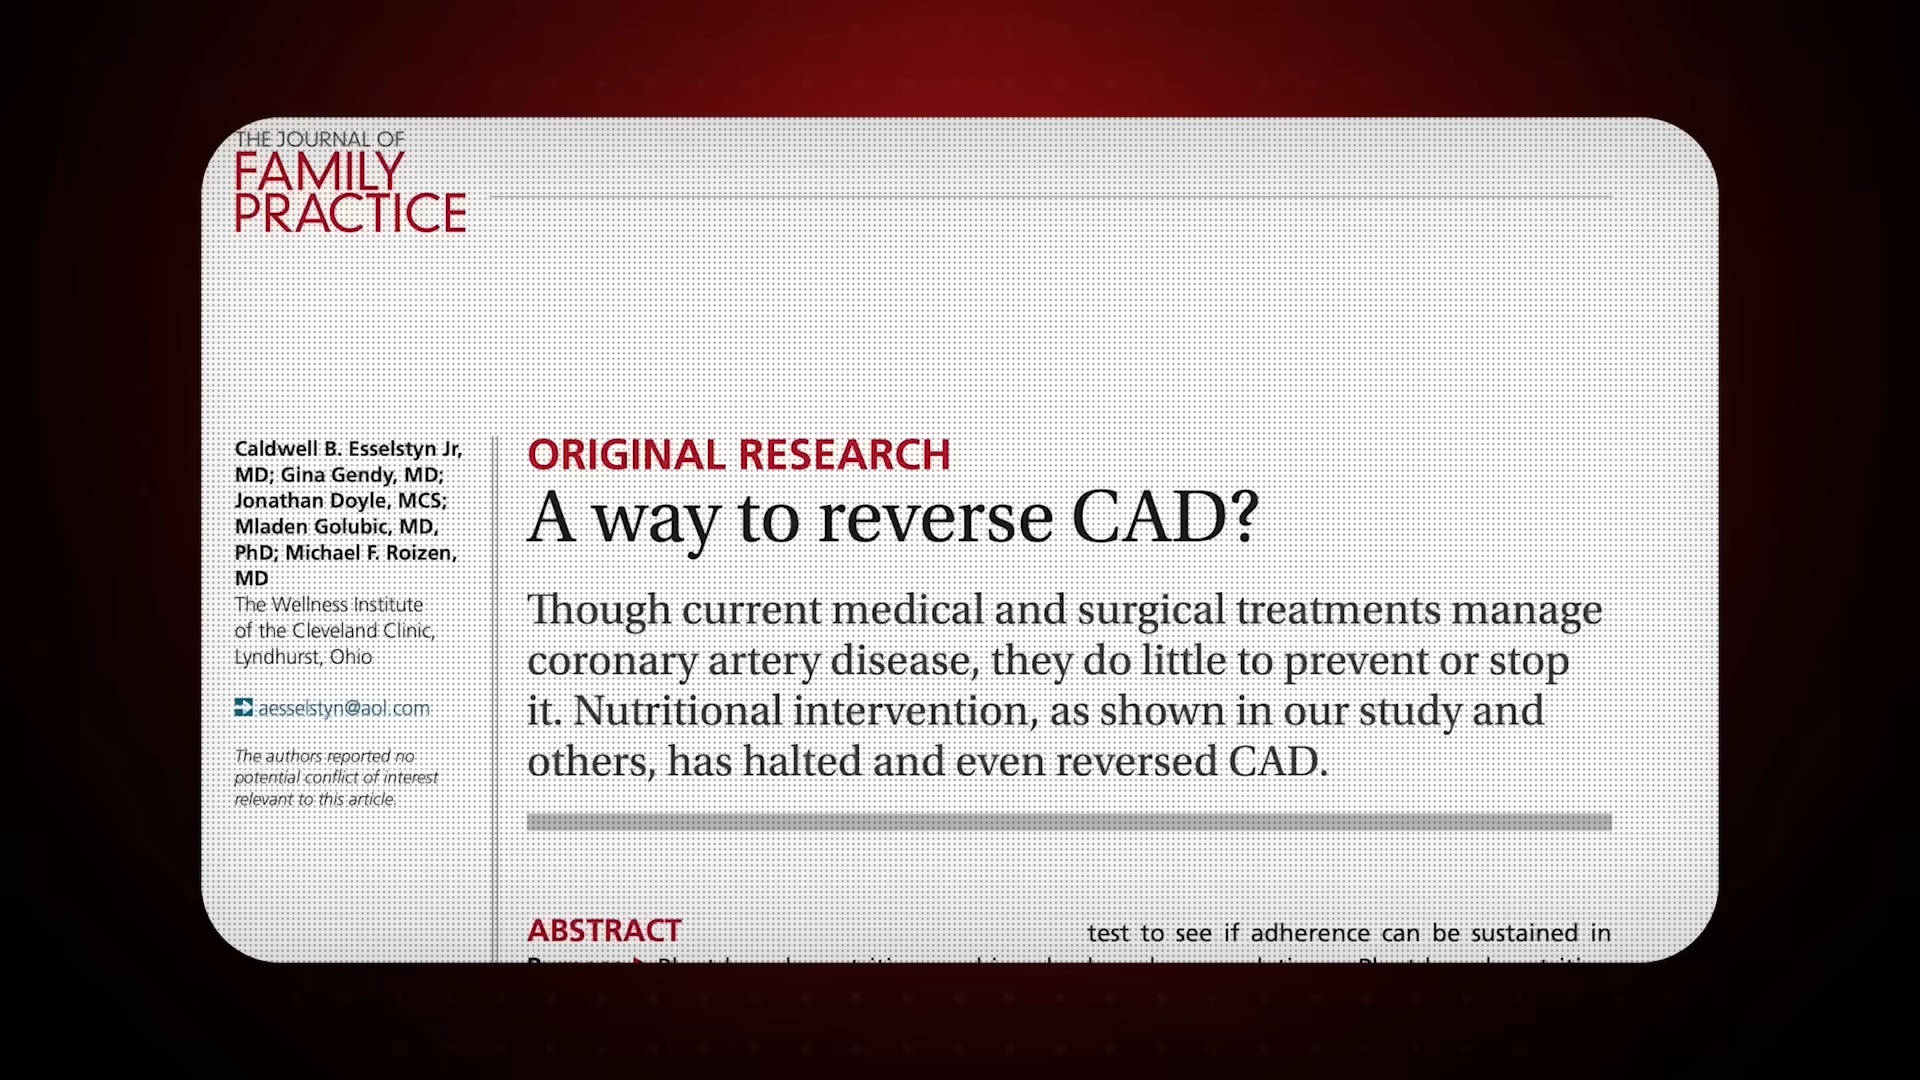 THE JOURNAL OF
FAMILY
PRACTICE
Caldwell B. Esselstyn Jr,
MD; Gina Gendy, MD;
Jonathan Doyle, MCS;
Mladen Golubic, MD,
PhD; Michael F. Roizen,
MD
The Wellness Institute
of the Cleveland Clinic,
Lyndhurst, Ohio
aesselstyn@aol.com
The authors reported no
potential conflict of interest
relevant to this article.
ORIGINAL RESEARCH
A way to reverse CAD?
Though current medical and surgical treatments manage
coronary artery disease, they do little to prevent or stop
it. Nutritional intervention, as shown in our study and
others, has halted and even reversed CAD.
ABSTRACT
test to see if adherence can be sustained in